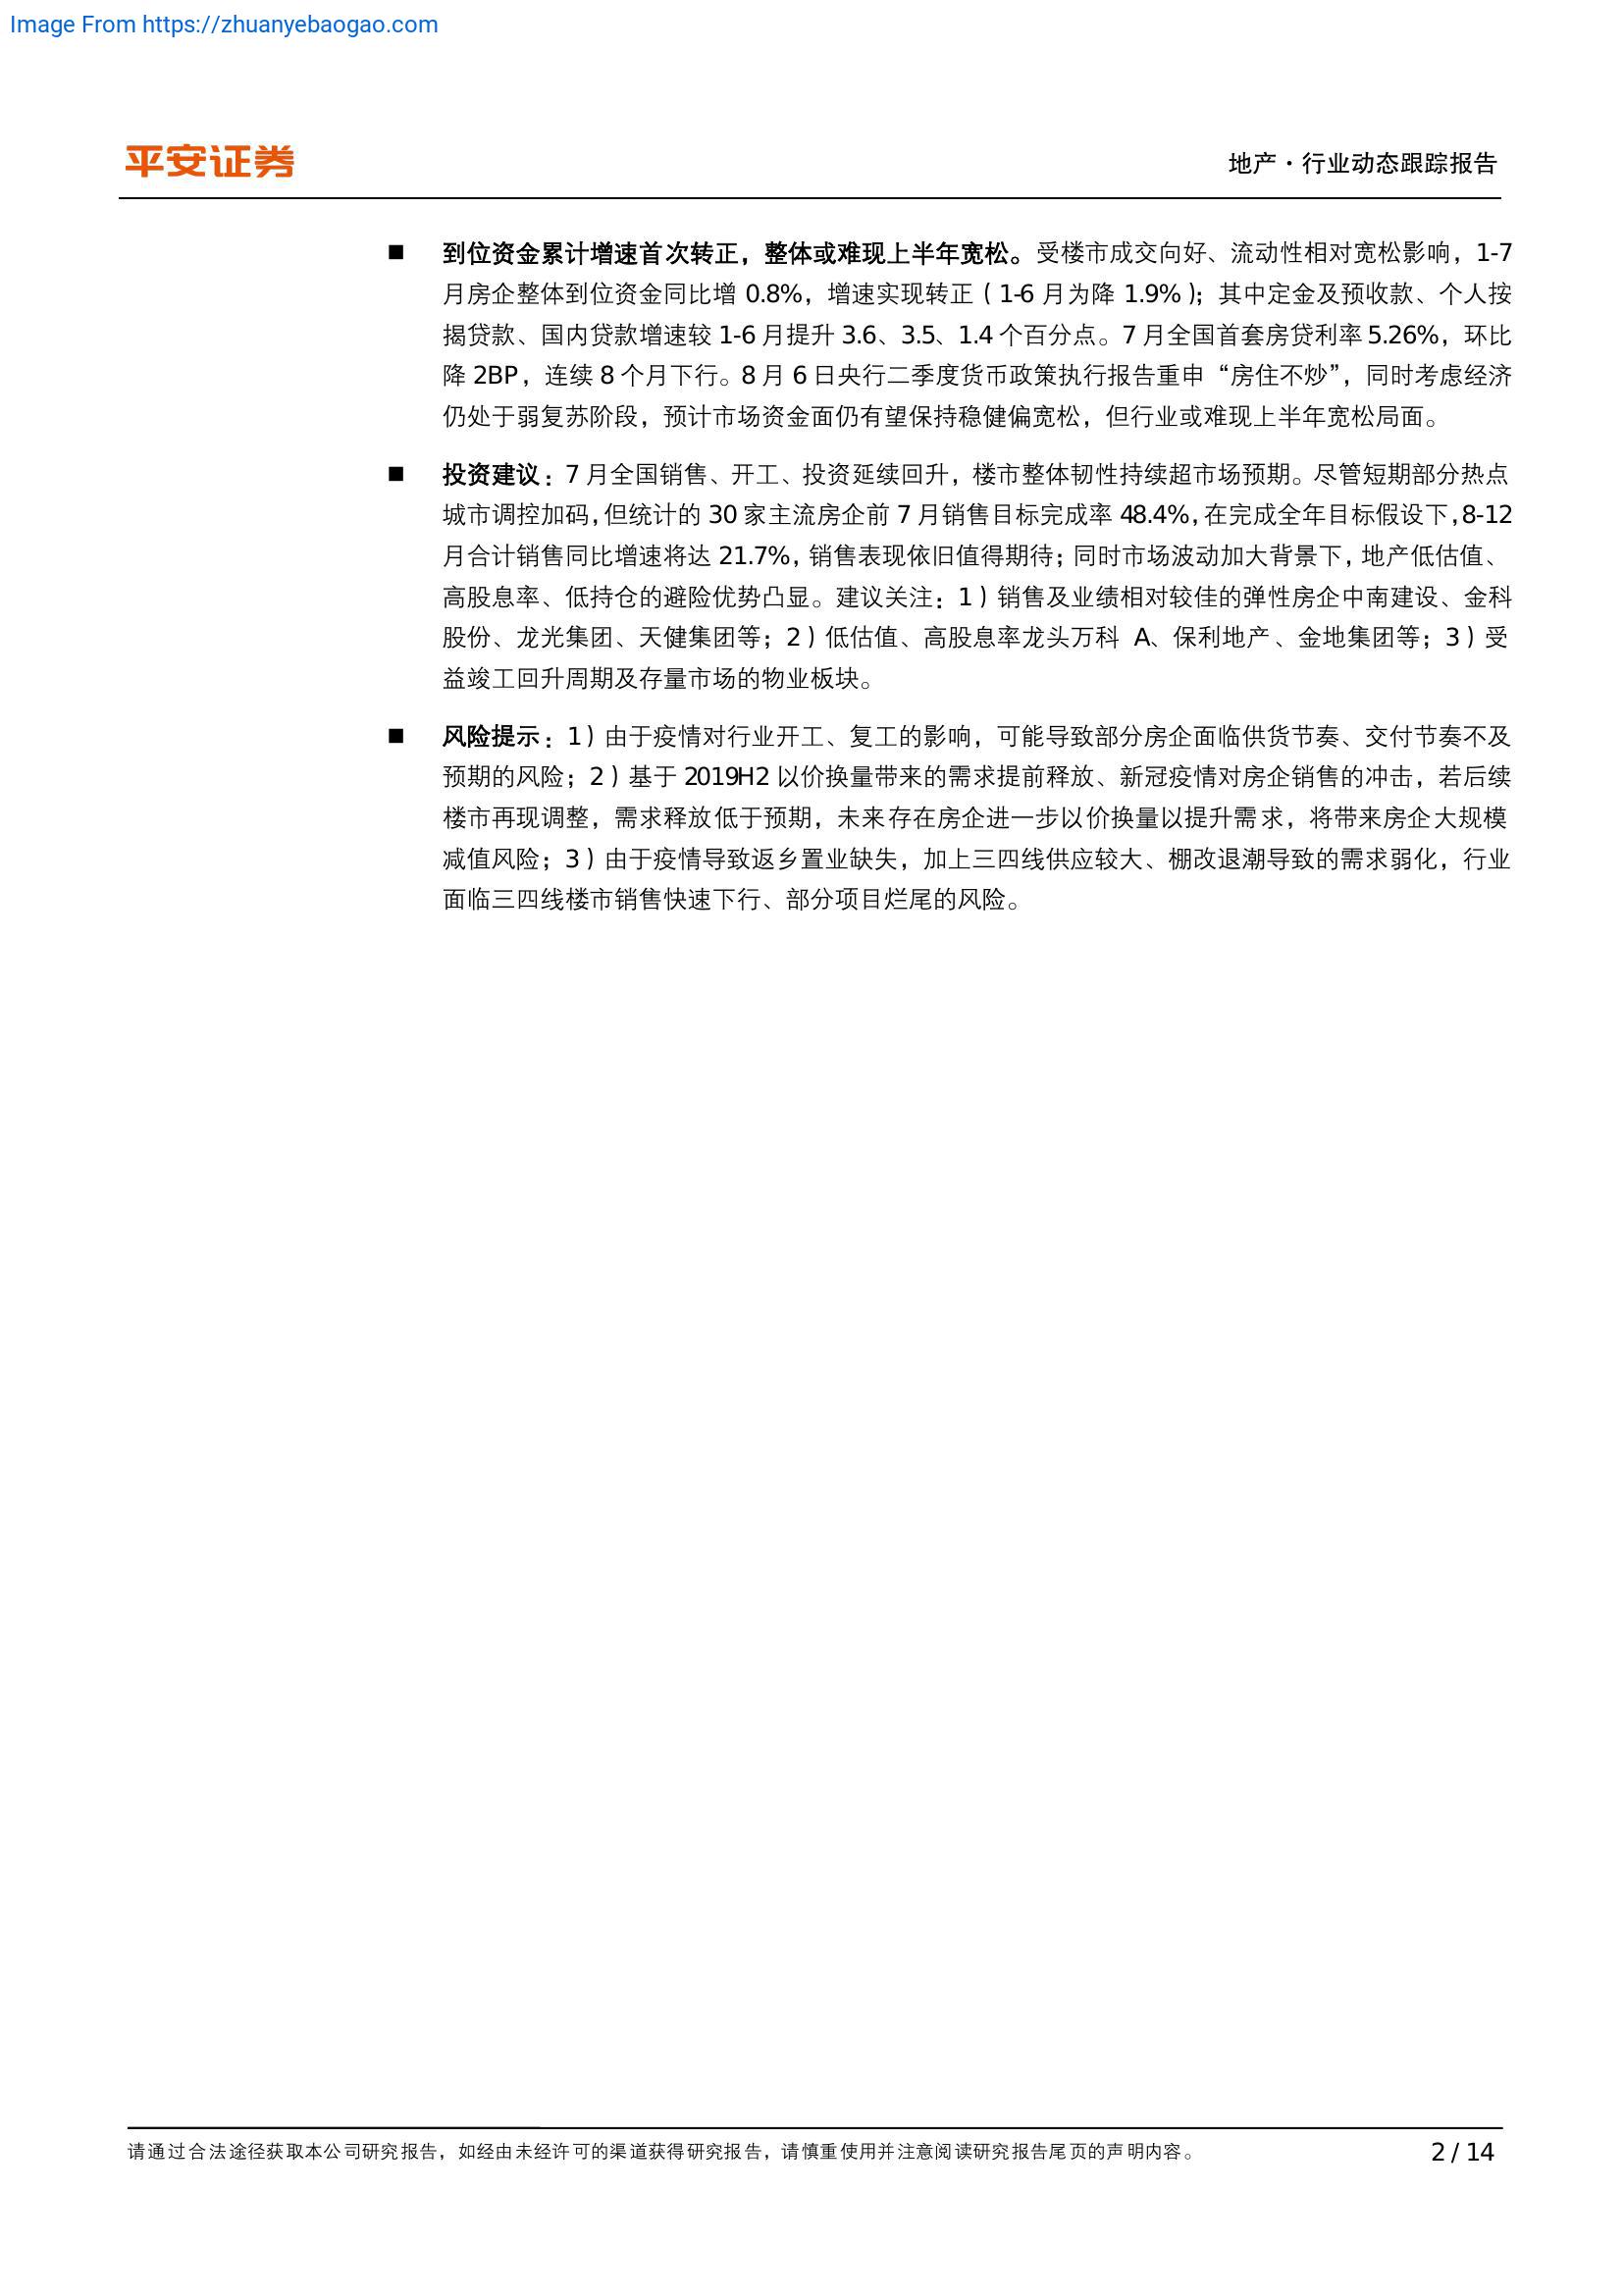 Image From https://zhuanyebaogao.com
平安证券
地产·行业动态跟踪报告
■ 到位资金累计增速首次转正，整体或难现上半年宽松。受楼市成交向好、流动性相对宽松影响，1-7
月房企整体到位资金同比增 0.8%，增速实现转正（1-6 月为降 1.9%）；其中定金及预收款、个人按
揭贷款、国内贷款增速较 1-6 月提升 3.6、3.5、1.4 个百分点。7 月全国首套房贷利率 5.26%，环比
降 2BP，连续 8 个月下行。8 月 6 日央行二季度货币政策执行报告重申“房住不炒”，同时考虑经济
仍处于弱复苏阶段，预计市场资金面仍有望保持稳健偏宽松，但行业或难现上半年宽松局面。
■ 投资建议：7 月全国销售、开工、投资延续回升，楼市整体韧性持续超市场预期。尽管短期部分热点
城市调控加码，但统计的 30 家主流房企前 7 月销售目标完成率 48.4%，在完成全年目标假设下，8-12
月合计销售同比增速将达 21.7%，销售表现依旧值得期待；同时市场波动加大背景下，地产低估值、
高股息率、低持仓的避险优势凸显。建议关注：1）销售及业绩相对较佳的弹性房企中南建设、金科
股份、龙光集团、天健集团等；2）低估值、高股息率龙头万科 A、保利地产、金地集团等；3）受
益竣工回升周期及存量市场的物业板块。
■ 风险提示：1）由于疫情对行业开工、复工的影响，可能导致部分房企面临供货节奏、交付节奏不及
预期的风险；2）基于 2019H2 以价换量带来的需求提前释放、新冠疫情对房企销售的冲击，若后续
楼市再现调整，需求释放低于预期，未来存在房企进一步以价换量以提升需求，将带来房企大规模
减值风险；3）由于疫情导致返乡置业缺失，加上三四线供应较大、棚改退潮导致的需求弱化，行业
面临三四线楼市销售快速下行、部分项目烂尾的风险。
请通过合法途径获取本公司研究报告，如经由未经许可的渠道获得研究报告，请慎重使用并注意阅读研究报告尾页的声明内容。
2 / 14